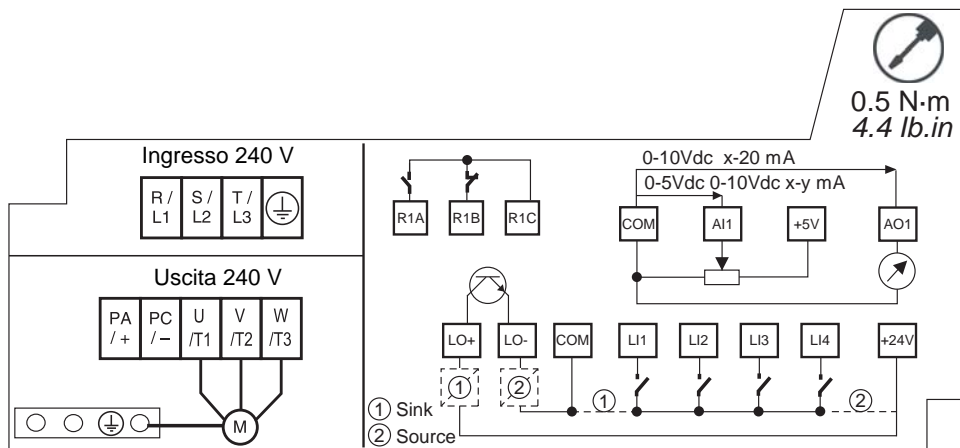 0.5 N·m
4.4 lb.in
Ingresso 240 V
R / L1
S / L2
T / L3
Uscita 240 V
PA / +
PC / –
U /T1
V /T2
W /T3
M
R1A
R1B
R1C
0-10Vdc x-20 mA
0-5Vdc 0-10Vdc x-y mA
COM
AI1
+5V
AO1
LO+
LO-
COM
LI1
LI2
LI3
LI4
+24V
1
2
1
2
① Sink
② Source